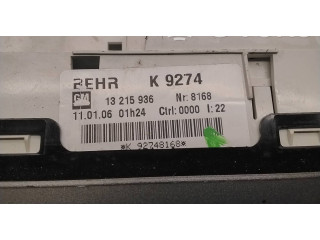 BEHR K 9274
GM 13 215 936 Nr: 8168
11.01.06 01h24 Ctrl: 0000 I: 22
*K 92748168*